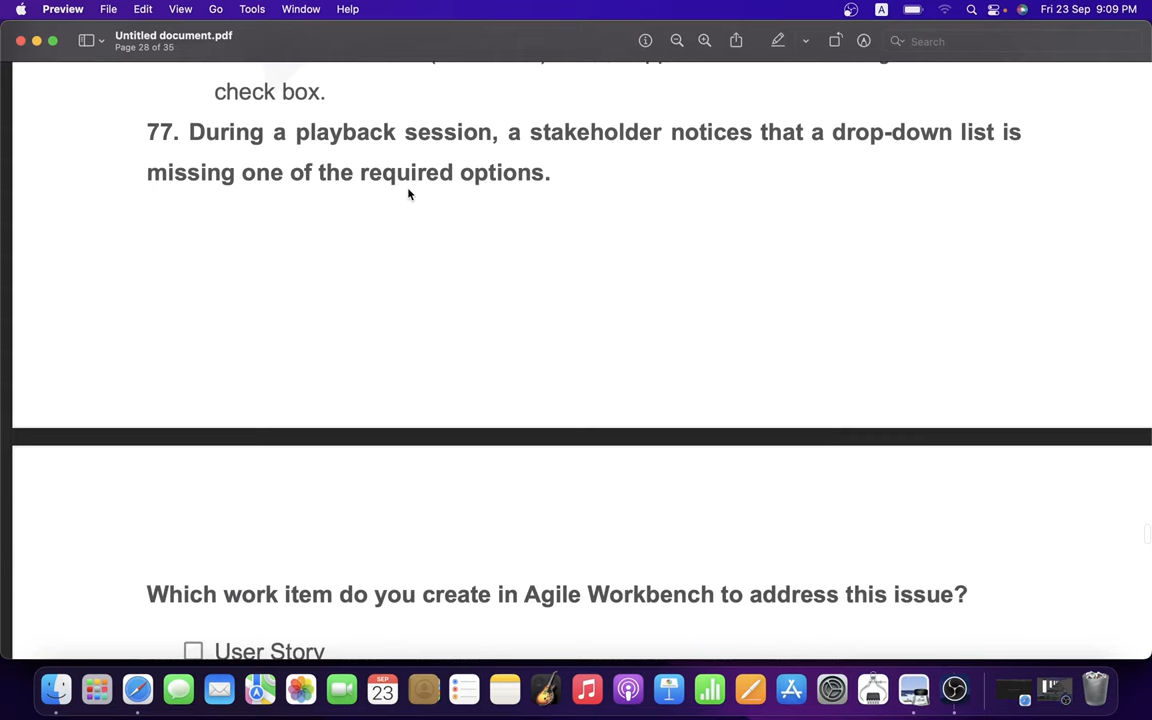 Preview File Edit View Go Tools Window Help A Fri 23 Sep 9:09 PM
Untitled document.pdf
Page 28 of 35
Search
check box.
77. During a playback session, a stakeholder notices that a drop-down list is
missing one of the required options.
Which work item do you create in Agile Workbench to address this issue?
User Story
SEP
23